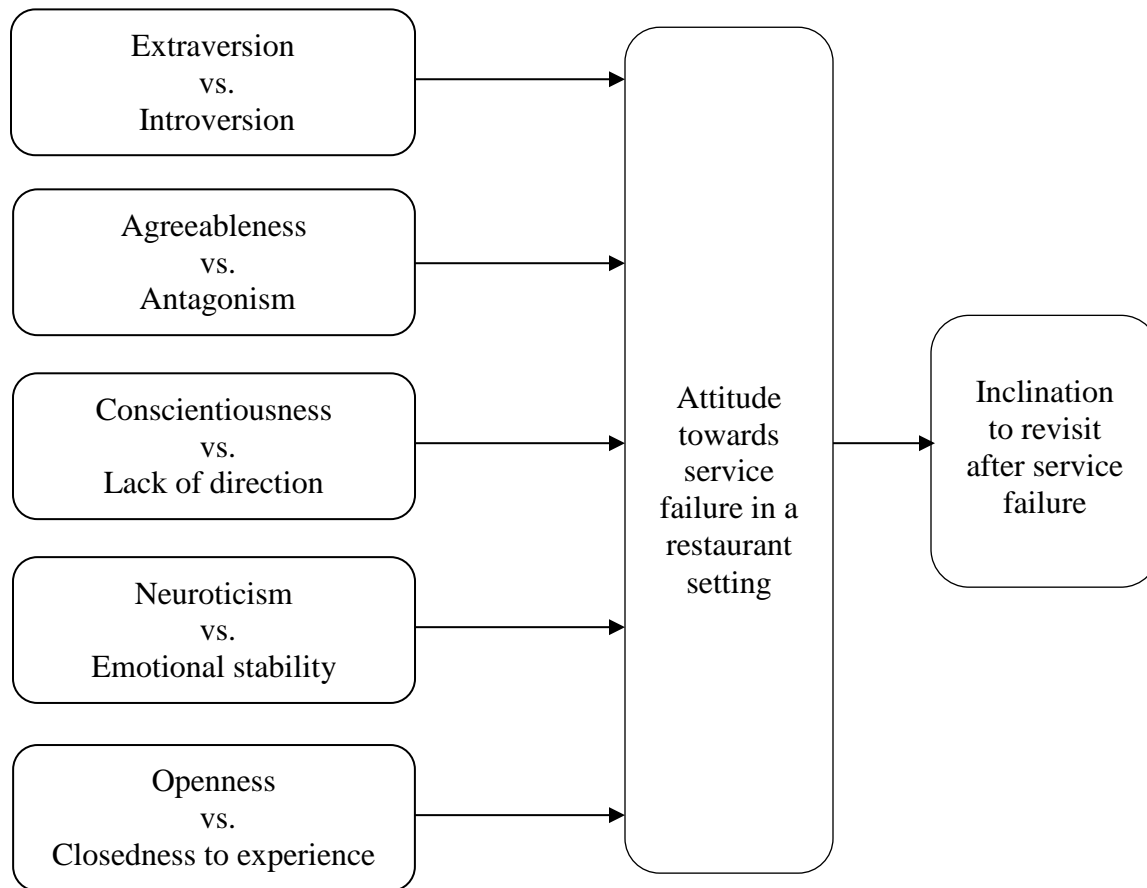 Extraversion
vs.
Introversion
Agreeableness
vs.
Antagonism
Conscientiousness
vs.
Lack of direction
Neuroticism
vs.
Emotional stability
Openness
vs.
Closedness to experience
Attitude
towards
service
failure in a
restaurant
setting
Inclination
to revisit
after service
failure